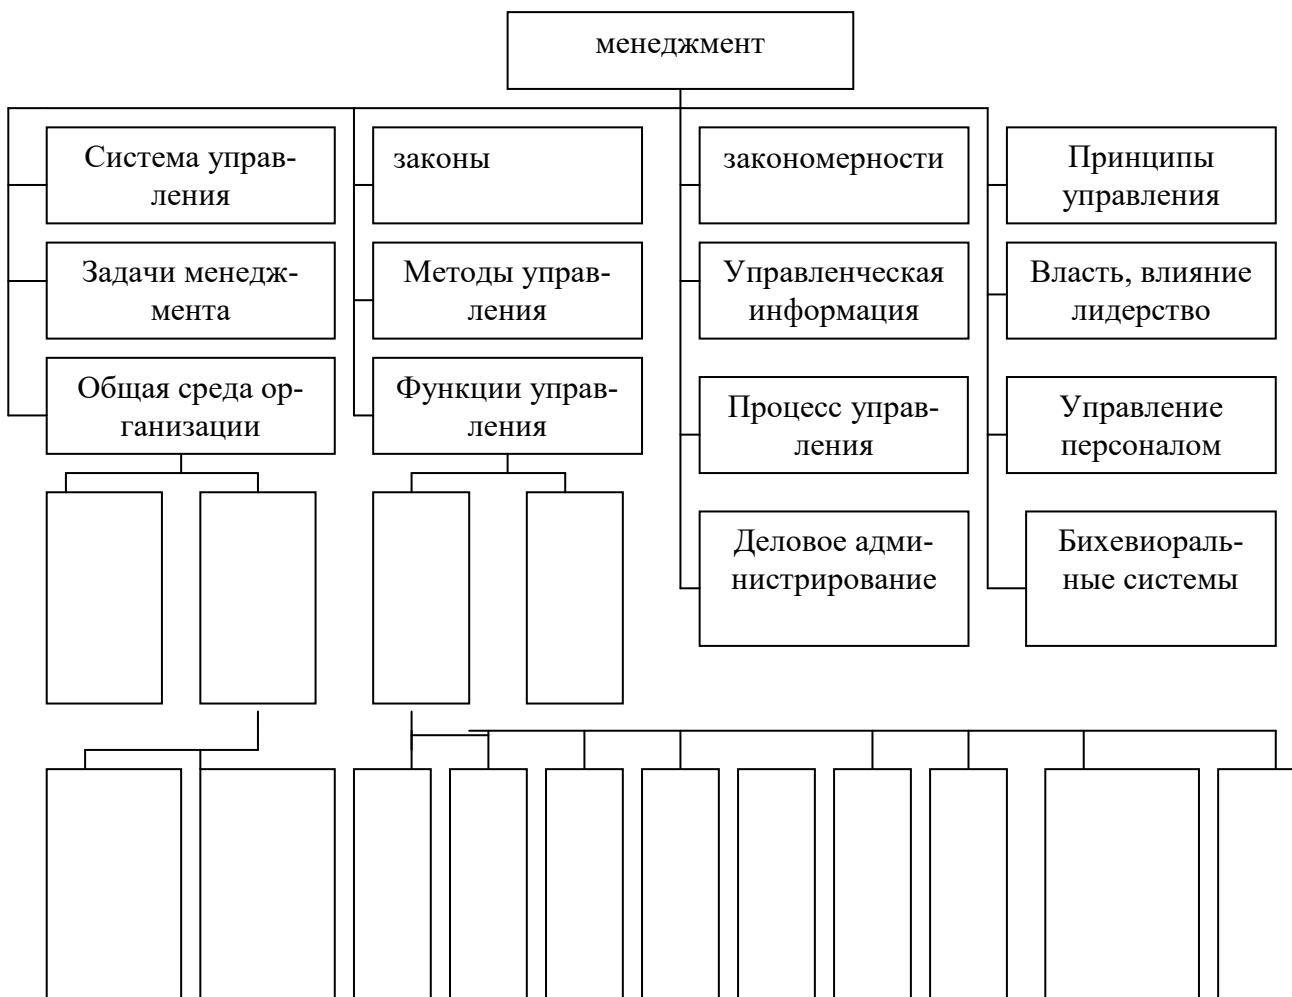 менеджмент
Система управ-
ления
законы
закономерности
Принципы
управления
Задачи менедж-
мента
Методы управ-
ления
Управленческая
информация
Власть, влияние
лидерство
Общая среда ор-
ганизации
Функции управ-
ления
Процесс управ-
ления
Управление
персоналом
Деловое адми-
нистрирование
Бихевиораль-
ные системы